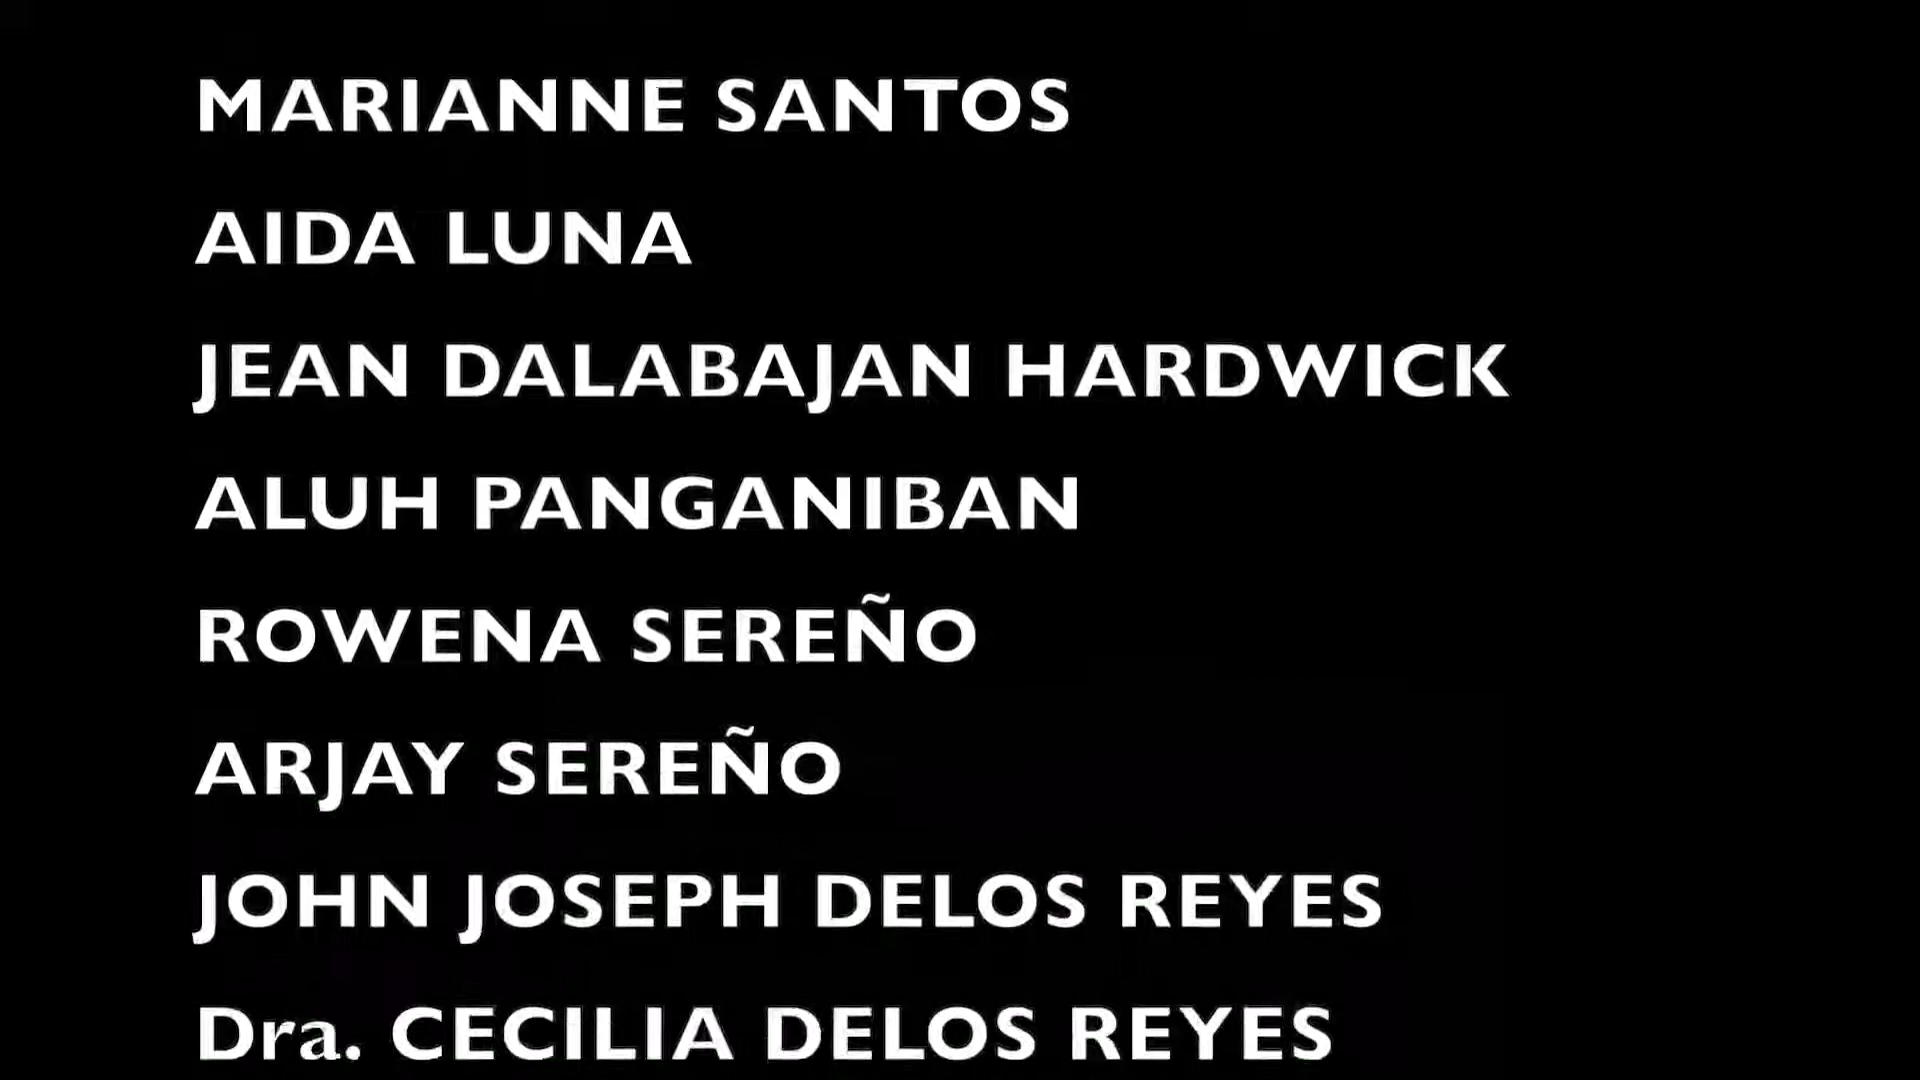 MARIANNE SANTOS
AIDA LUNA
JEAN DALABAJAN HARDWICK
ALUH PANGANIBAN
ROWENA SEREÑO
ARJAY SEREÑO
JOHN JOSEPH DELOS REYES
Dra. CECILIA DELOS REYES